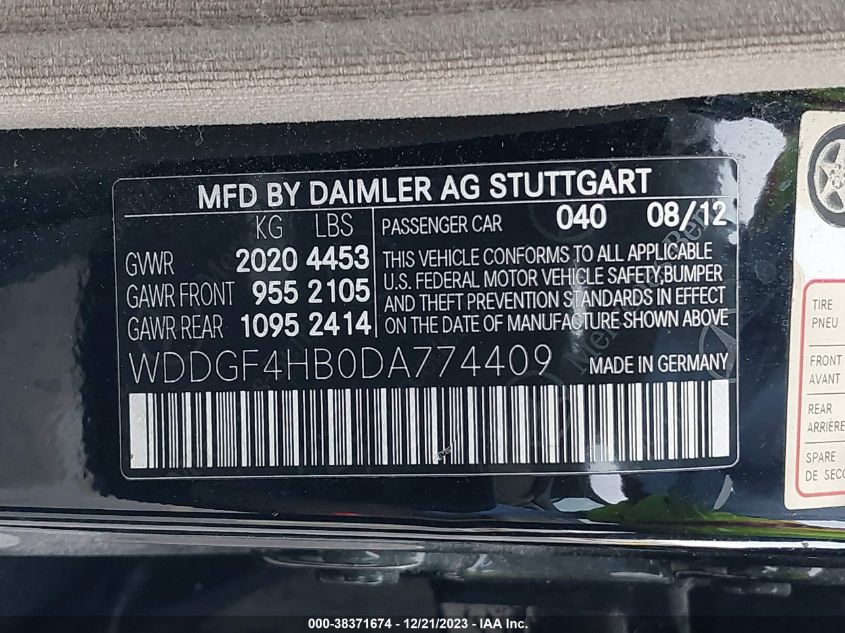 MFD BY DAIMLER AG STUTTGART
KG LBS
GVWR 2020 4453
GAWR FRONT 955 2105
GAWR REAR 1095 2414
PASSENGER CAR 040 08/12
THIS VEHICLE CONFORMS TO ALL APPLICABLE
U.S. FEDERAL MOTOR VEHICLE SAFETY,BUMPER
AND THEFT PREVENTION STANDARDS IN EFFECT
ON THE DATE OF MANUFACTURE SHOWN ABOVE
WDDGF4HB0DA774409 MADE IN GERMANY
TIRE
PNEU
FRONT
AVANT
REAR
ARRIÈRE
SPARE
DE SECO
000-38371674 - 12/21/2023 - IAA Inc.